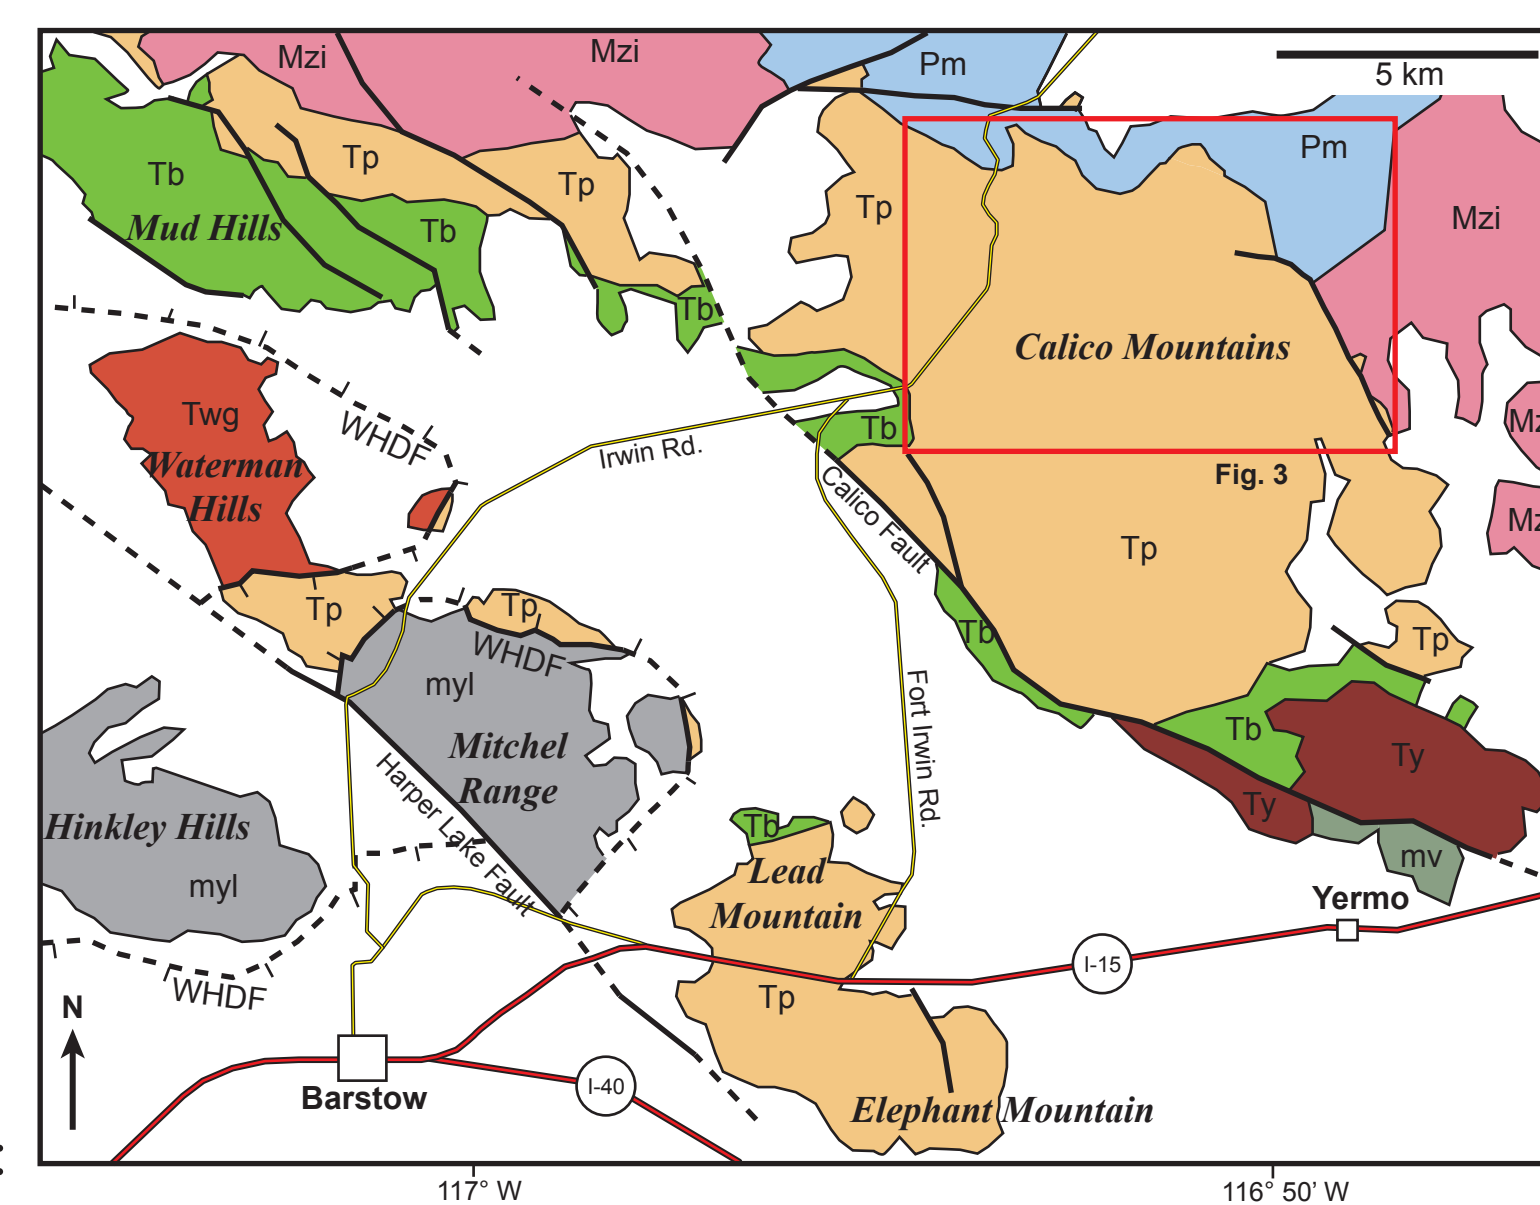 Mzi
Mzi
Pm
5 km
Tb
Tp
Tp
Tp
Pm
Mzi
Mud Hills
Tb
Tb
Calico Mountains
Twg
WHDF
Waterman
Hills
Irwin Rd.
Tb
Calico Fault
Fig. 3
Tp
Tp
Tp
WHDF
Tb
Tp
myl
Fort Irwin Rd.
Mitchel
Range
Harper Lake Fault
Tb
Ty
Ty
Hinkley Hills
myl
Tb
Lead
Mountain
mv
Yermo
I-15
WHDF
N
Tp
Barstow
I-40
Elephant Mountain
117° W
116° 50' W